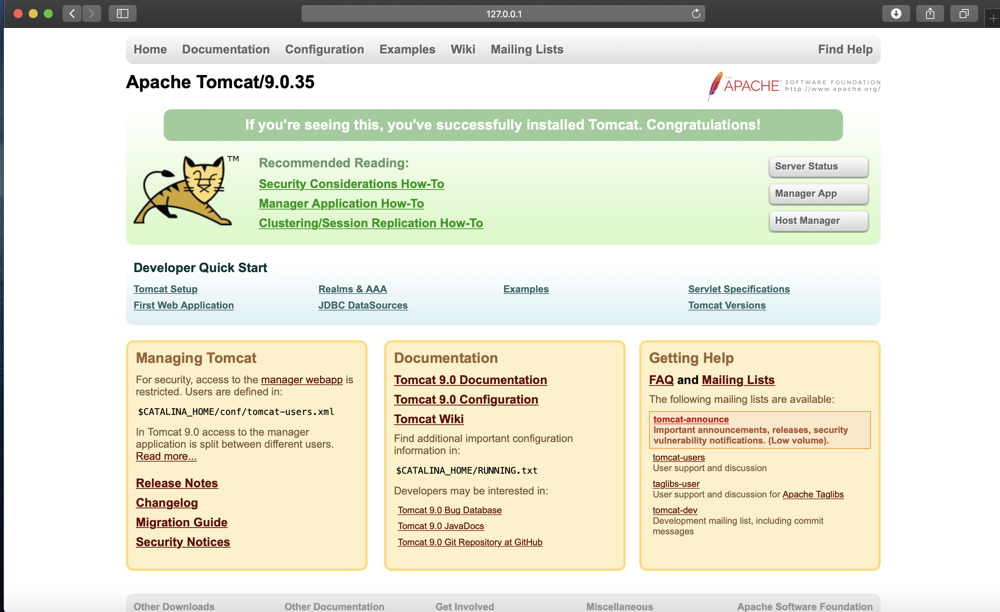 127.0.0.1
Home Documentation Configuration Examples Wiki Mailing Lists Find Help
Apache Tomcat/9.0.35
THE APACHE® SOFTWARE FOUNDATION
http://www.apache.org/
If you're seeing this, you've successfully installed Tomcat. Congratulations!
TM
Recommended Reading:
Security Considerations How-To
Manager Application How-To
Clustering/Session Replication How-To
Server Status
Manager App
Host Manager
Developer Quick Start
Tomcat Setup
First Web Application
Realms & AAA
JDBC DataSources
Examples
Servlet Specifications
Tomcat Versions
Managing Tomcat
For security, access to the manager webapp is
restricted. Users are defined in:
$CATALINA_HOME/conf/tomcat-users.xml
In Tomcat 9.0 access to the manager
application is split between different users.
Read more...
Release Notes
Changelog
Migration Guide
Security Notices
Documentation
Tomcat 9.0 Documentation
Tomcat 9.0 Configuration
Tomcat Wiki
Find additional important configuration
information in:
$CATALINA_HOME/RUNNING.txt
Developers may be interested in:
Tomcat 9.0 Bug Database
Tomcat 9.0 JavaDocs
Tomcat 9.0 Git Repository at GitHub
Getting Help
FAQ and Mailing Lists
The following mailing lists are available:
tomcat-announce
Important announcements, releases, security
vulnerability notifications. (Low volume).
tomcat-users
User support and discussion
taglibs-user
User support and discussion for Apache Taglibs
tomcat-dev
Development mailing list, including commit
messages
Other Downloads Other Documentation Get Involved Miscellaneous Apache Software Foundation